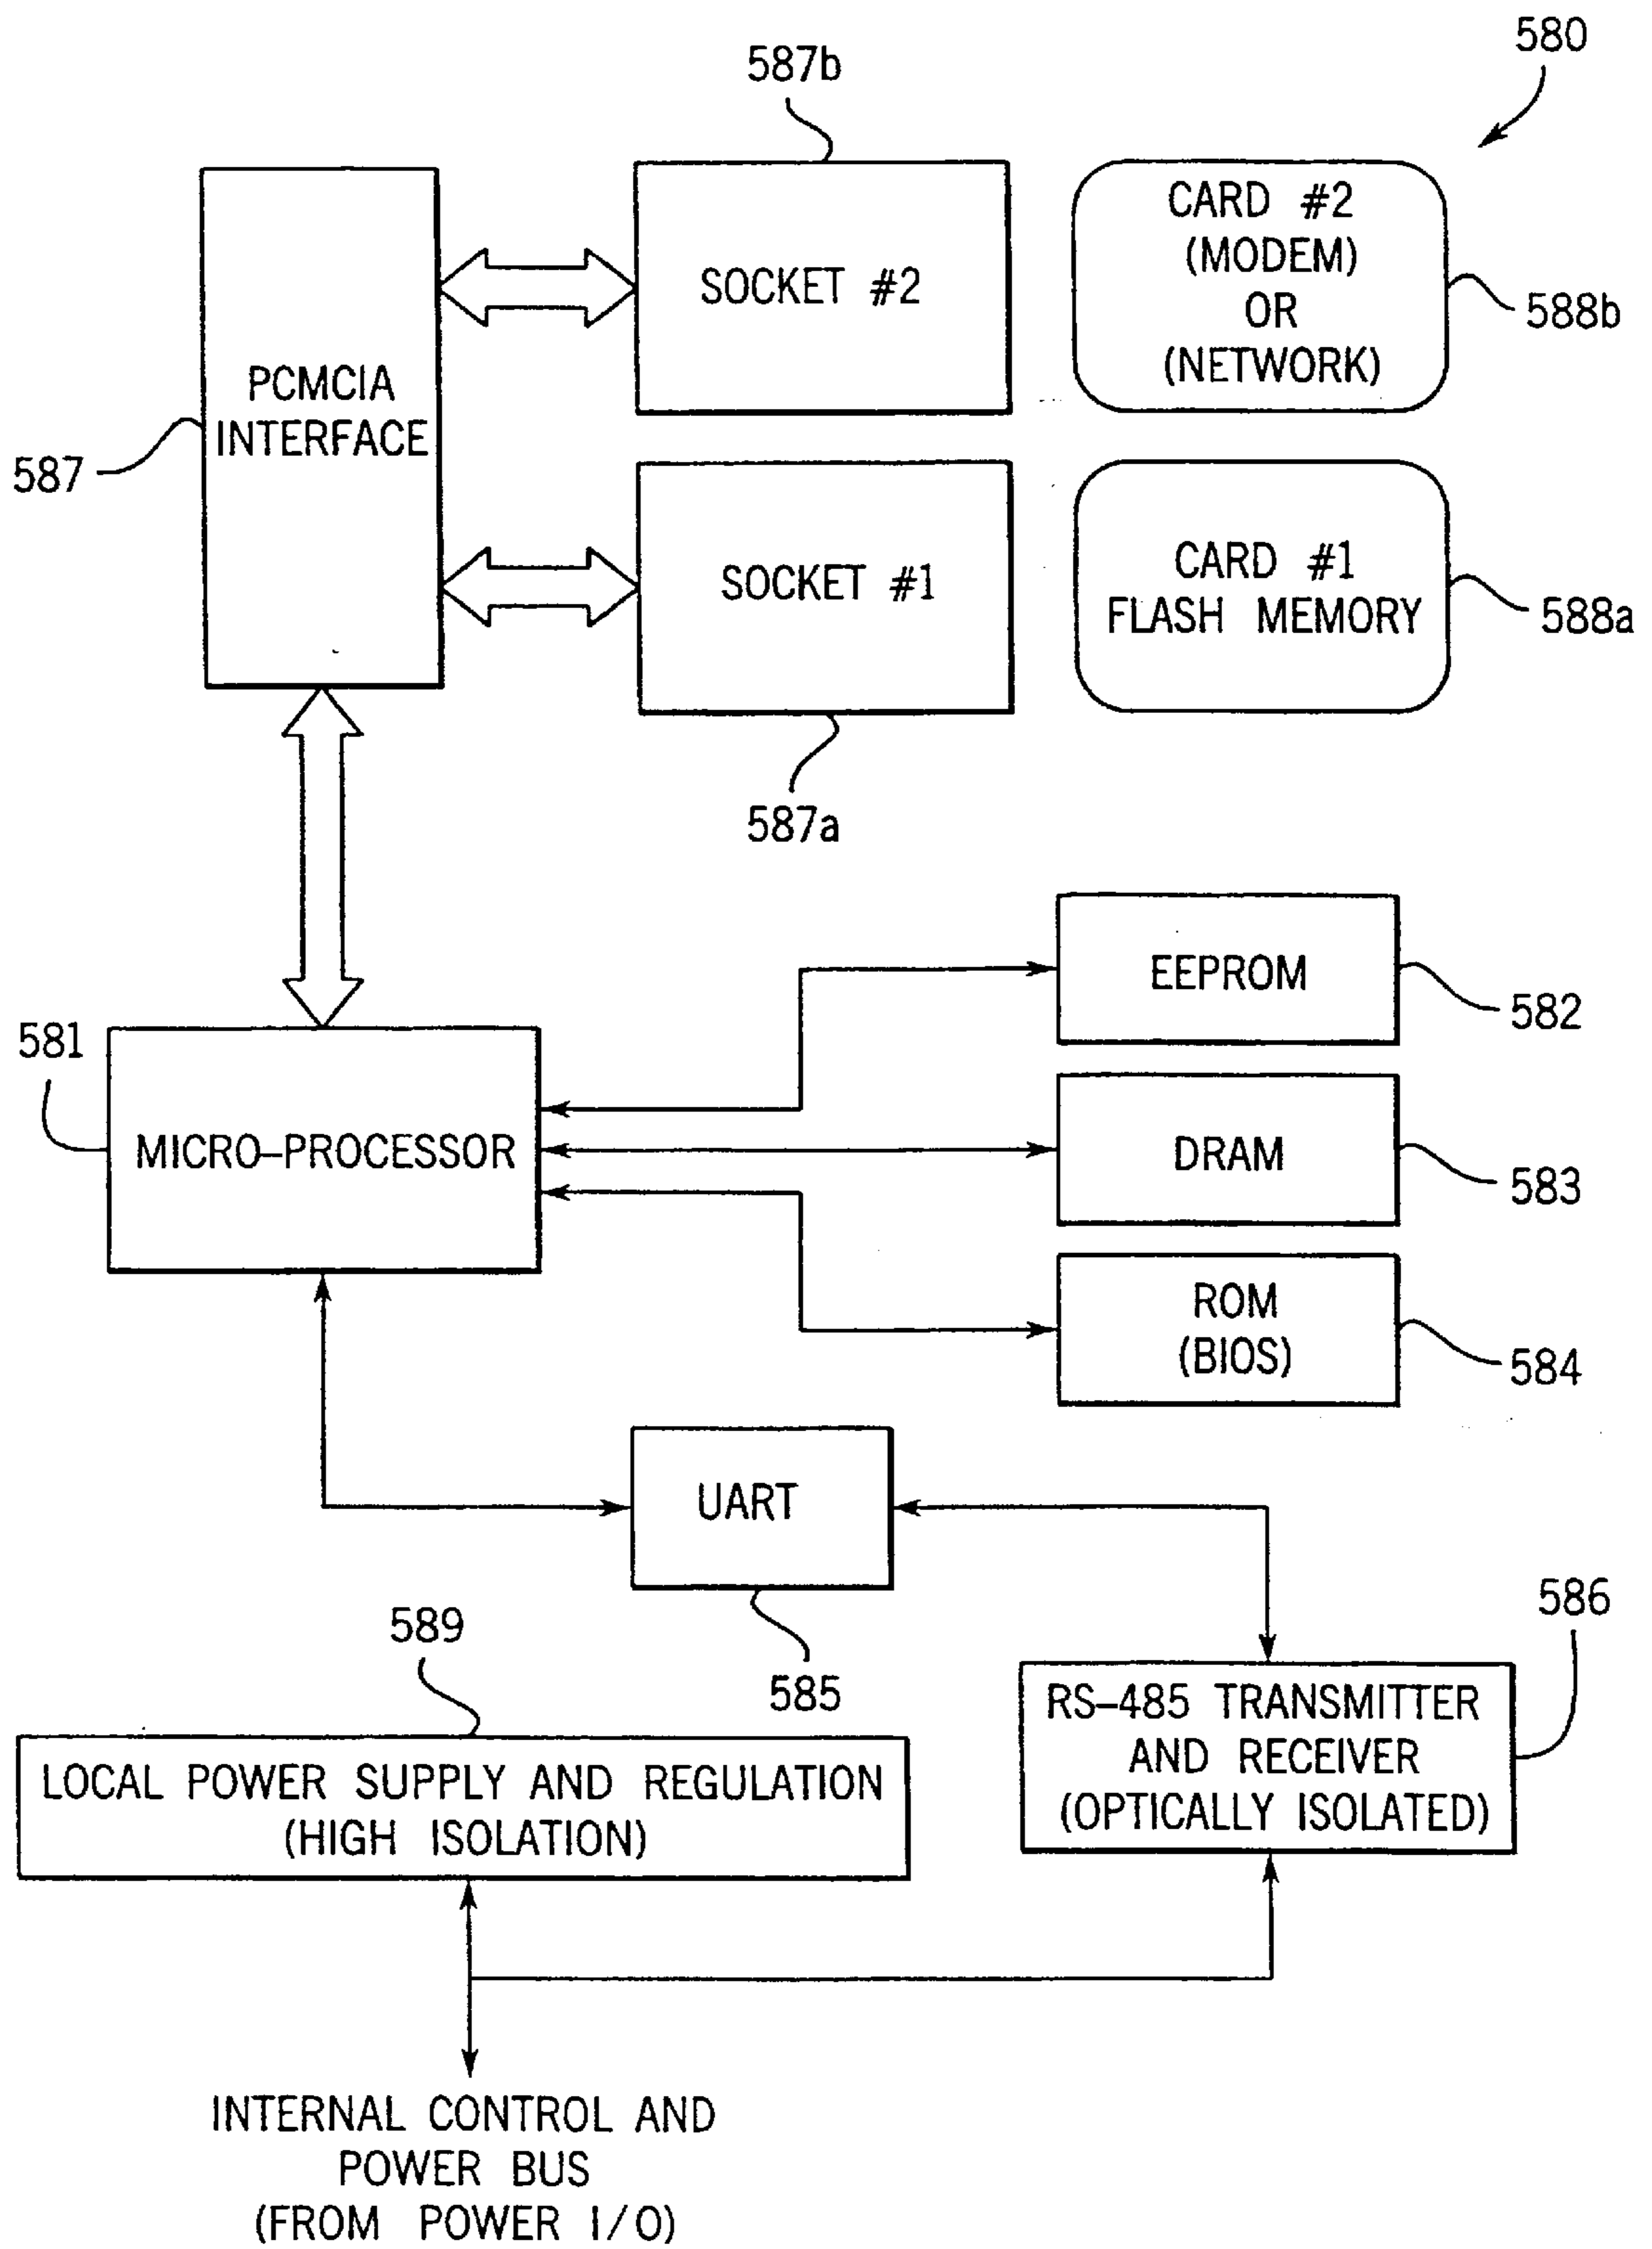 580
587b
CARD #2
(MODEM)
OR
(NETWORK)
588b
SOCKET #2
PCMCIA
INTERFACE
587
SOCKET #1
CARD #1
FLASH MEMORY
588a
587a
EEPROM
582
581
MICRO-PROCESSOR
DRAM
583
ROM
(BIOS)
584
UART
585
586
589
RS-485 TRANSMITTER
AND RECEIVER
(OPTICALLY ISOLATED)
LOCAL POWER SUPPLY AND REGULATION
(HIGH ISOLATION)
INTERNAL CONTROL AND
POWER BUS
(FROM POWER I/O)